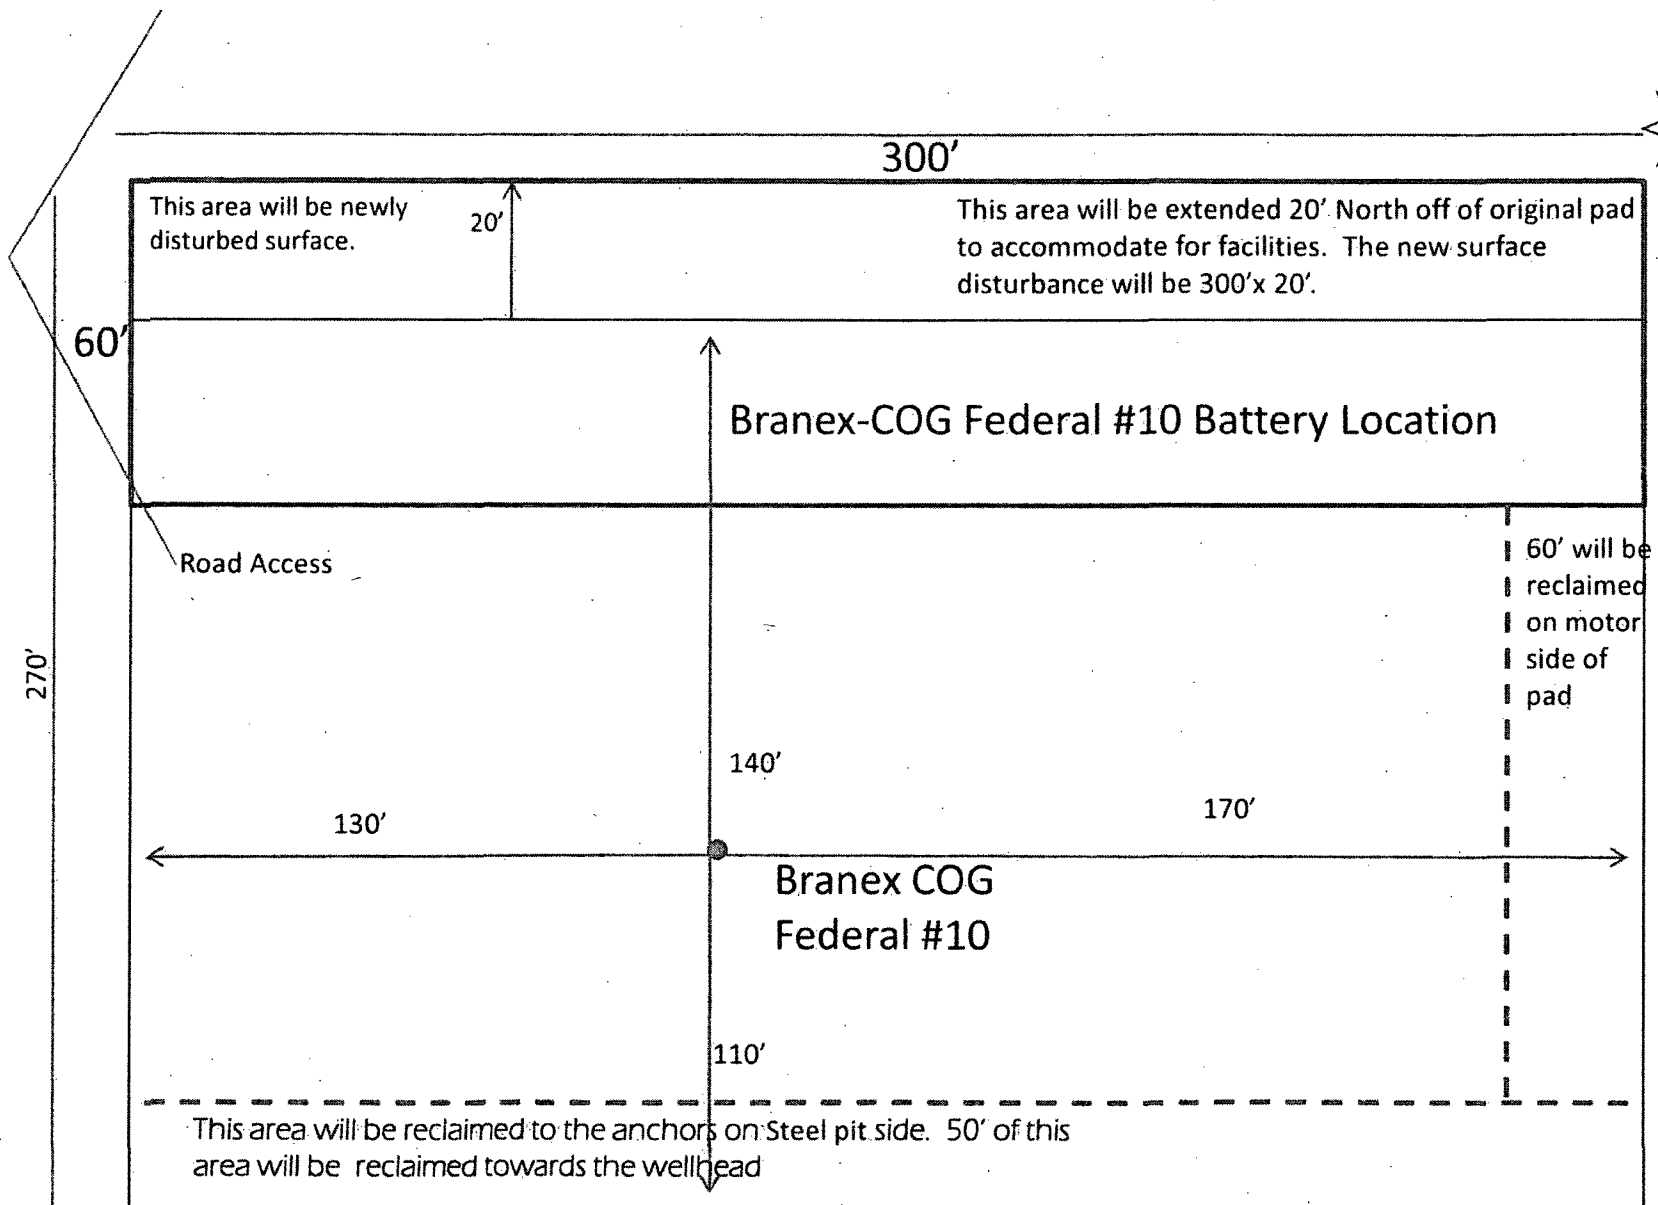 300'
This area will be newly
disturbed surface.
20'
This area will be extended 20' North off of original pad
to accommodate for facilities.  The new surface
disturbance will be 300'x 20'.
60'
Branex-COG Federal #10 Battery Location
Road Access
60' will be
reclaimed
on motor
side of
pad
270'
140'
130'
170'
Branex COG
Federal #10
110'
This area will be reclaimed to the anchors on Steel pit side.  50' of this
area will be  reclaimed towards the wellhead